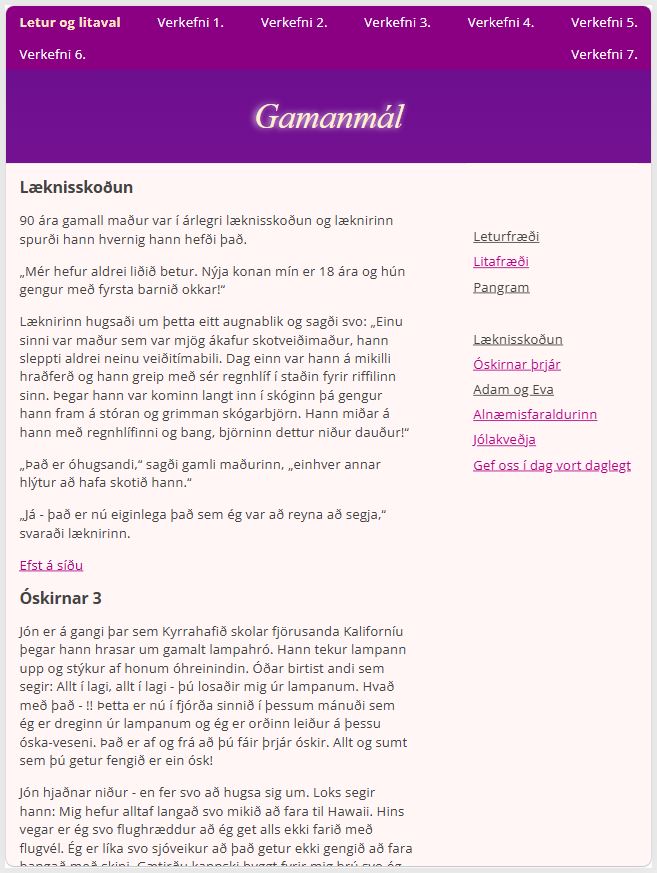 Letur og litaval Verkefni 1. Verkefni 2. Verkefni 3. Verkefni 4. Verkefni 5.
Verkefni 6. Verkefni 7.
Gamanmál
Læknisskoðun
90 ára gamall maður var í árlegri læknisskoðun og læknirinn
spurði hann hvernig hann hefði það.
„Mér hefur aldrei liðið betur. Nýja konan mín er 18 ára og hún
gengur með fyrsta barnið okkar!“
Læknirinn hugsaði um þetta eitt augnablik og sagði svo: „Einu
sinni var maður sem var mjög ákafur skotveiðimaður, hann
sleppti aldrei neinu veiðitímabili. Dag einn var hann á mikilli
hraðferð og hann greip með sér regnhlíf í staðin fyrir riffilinn
sinn. Þegar hann var kominn langt inn í skóginn þá gengur
hann fram á stóran og grimman skógarbjörn. Hann miðar á
hann með regnhlífinni og bang, björninn dettur niður dauður!“
„Það er óhugsandi,“ sagði gamli maðurinn, „einhver annar
hlýtur að hafa skotið hann.“
„Já - það er nú eiginlega það sem ég var að reyna að segja,“
svaraði læknirinn.
Efst á síðu
Óskirnar 3
Jón er á gangi þar sem Kyrrahafið skolar fjörusanda Kaliforníu
þegar hann hrasar um gamalt lampahró. Hann tekur lampann
upp og stýkur af honum óhreinindin. Óðar birtist andi sem
segir: Allt í lagi, allt í lagi - þú losaðir mig úr lampanum. Hvað
með það - !! Þetta er nú í fjórða sinnið í þessum mánuði sem
ég er dreginn úr lampanum og ég er orðinn leiður á þessu
óska-veseni. Það er af og frá að þú fáir þrjár óskir. Allt og sumt
sem þú getur fengið er ein ósk!
Jón hjaðnar niður - en fer svo að hugsa sig um. Loks segir
hann: Mig hefur alltaf langað svo mikið að fara til Hawaii. Hins
vegar er ég svo flughræddur að ég get alls ekki farið með
flugvél. Ég er líka svo sjóveikur að það getur ekki gengið að fara
þangað með skipi. Gætirðu kannski byggt fyrir mig brú svo ég
Leturfræði
Litafræði
Pangram
Læknisskoðun
Óskirnar þrjár
Adam og Eva
Alnæmisfaraldurinn
Jólakveðja
Gef oss í dag vort daglegt